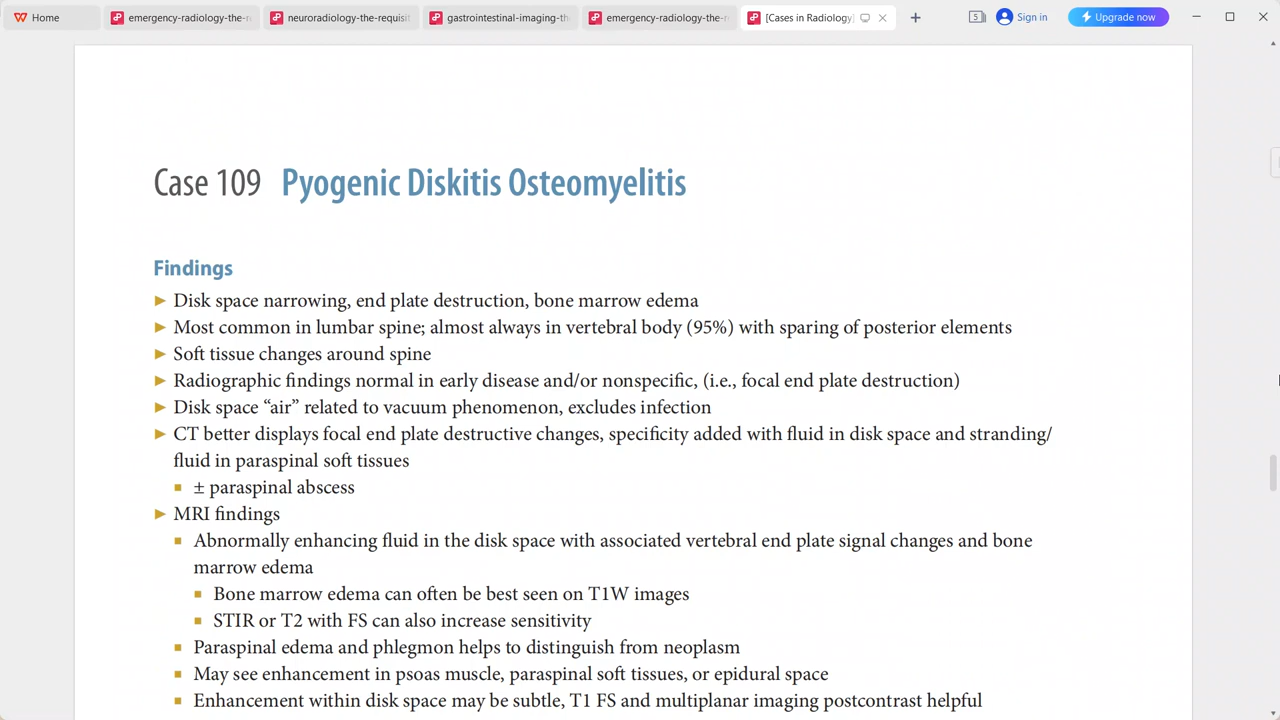 Home
emergency-radiology-the-r
neuroradiology-the-requisit
gastrointestinal-imaging-th
emergency-radiology-the-r
[Cases in Radiology]
5
Sign in
Upgrade now
Case 109 Pyogenic Diskitis Osteomyelitis
Findings
► Disk space narrowing, end plate destruction, bone marrow edema
► Most common in lumbar spine; almost always in vertebral body (95%) with sparing of posterior elements
► Soft tissue changes around spine
► Radiographic findings normal in early disease and/or nonspecific, (i.e., focal end plate destruction)
► Disk space “air” related to vacuum phenomenon, excludes infection
► CT better displays focal end plate destructive changes, specificity added with fluid in disk space and stranding/
fluid in paraspinal soft tissues
■ ± paraspinal abscess
► MRI findings
■ Abnormally enhancing fluid in the disk space with associated vertebral end plate signal changes and bone
marrow edema
■ Bone marrow edema can often be best seen on T1W images
■ STIR or T2 with FS can also increase sensitivity
■ Paraspinal edema and phlegmon helps to distinguish from neoplasm
■ May see enhancement in psoas muscle, paraspinal soft tissues, or epidural space
■ Enhancement within disk space may be subtle, T1 FS and multiplanar imaging postcontrast helpful